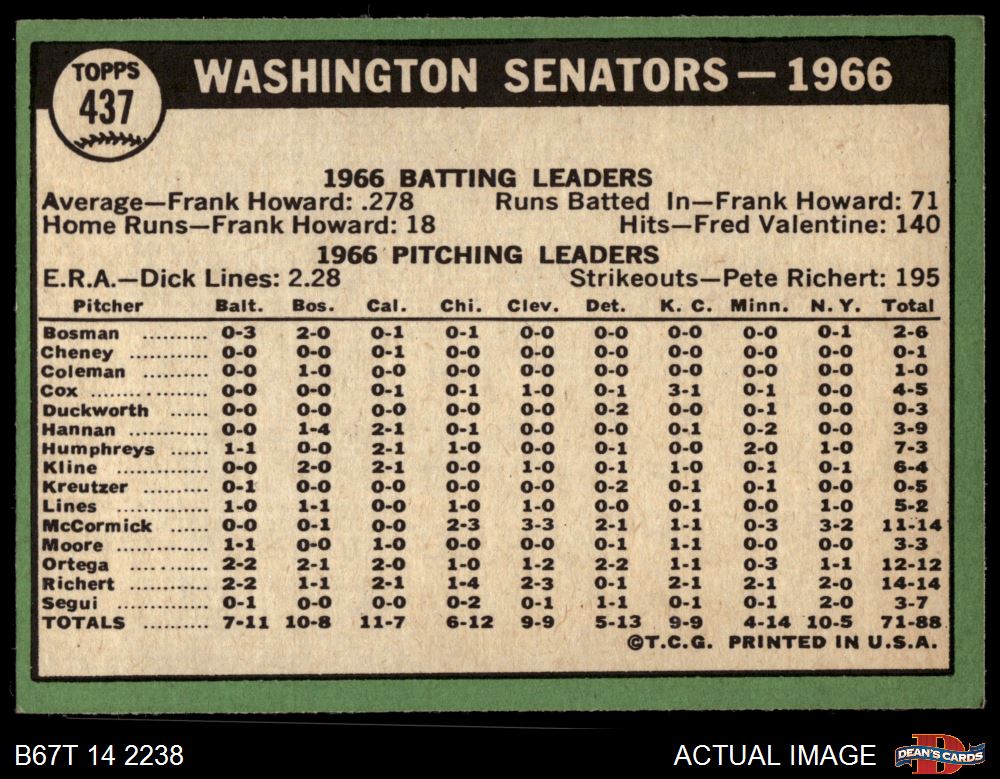 TOPPS
437
WASHINGTON SENATORS — 1966
1966 BATTING LEADERS
Average—Frank Howard: .278 Runs Batted In—Frank Howard: 71
Home Runs—Frank Howard: 18 Hits—Fred Valentine: 140
1966 PITCHING LEADERS
E.R.A.—Dick Lines: 2.28 Strikeouts—Pete Richert: 195
Pitcher Balt. Bos. Cal. Chi. Clev. Det. K. C. Minn. N. Y. Total
Bosman .......... 0-3 2-0 0-1 0-1 0-0 0-0 0-0 0-0 0-1 2-6
Cheney .......... 0-0 0-0 0-1 0-0 0-0 0-0 0-0 0-0 0-0 0-1
Coleman .......... 0-0 1-0 0-0 0-0 0-0 0-0 0-0 0-0 0-0 1-0
Cox .................. 0-0 0-0 0-1 0-1 1-0 0-1 3-1 0-1 0-0 4-5
Duckworth ...... 0-0 0-0 0-0 0-0 0-0 0-2 0-0 0-1 0-0 0-3
Hannan ............ 0-0 1-4 2-1 0-1 0-0 0-0 0-1 0-2 0-0 3-9
Humphreys ...... 1-1 0-0 2-1 1-0 0-0 0-1 0-0 2-0 1-0 7-3
Kline .............. 0-0 2-0 2-1 0-0 1-0 0-1 1-0 0-1 0-1 6-4
Kreutzer .......... 0-1 0-0 0-0 0-0 0-0 0-2 0-1 0-1 0-0 0-5
Lines .............. 1-0 1-1 0-0 1-0 1-0 0-0 0-1 0-0 1-0 5-2
McCormick ...... 0-0 0-1 0-0 2-3 3-3 2-1 1-1 0-3 3-2 11-14
Moore .............. 1-1 0-0 1-0 0-0 0-0 0-1 1-1 0-0 0-0 3-3
Ortega ............ 2-2 2-1 2-0 1-0 1-2 2-2 1-1 0-3 1-1 12-12
Richert ............ 2-2 1-1 2-1 1-4 2-3 0-1 2-1 2-1 2-0 14-14
Segui .............. 0-1 0-0 0-0 0-2 0-1 1-1 0-1 0-1 2-0 3-7
TOTALS .......... 7-11 10-8 11-7 6-12 9-9 5-13 9-9 4-14 10-5 71-88
©T.C.G. PRINTED IN U.S.A.
B67T 14 2238 ACTUAL IMAGE DEAN'S CARDS